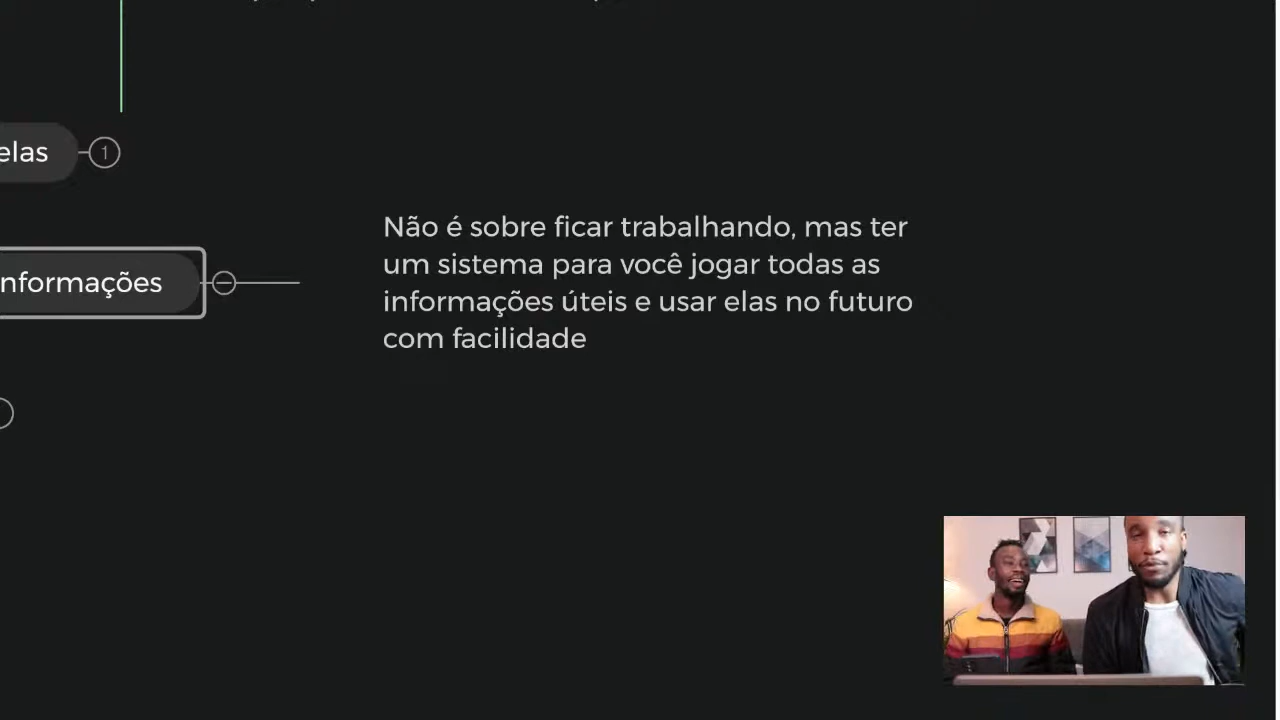 elas
1
Não é sobre ficar trabalhando, mas ter
um sistema para você jogar todas as
nformações
informações úteis e usar elas no futuro
com facilidade